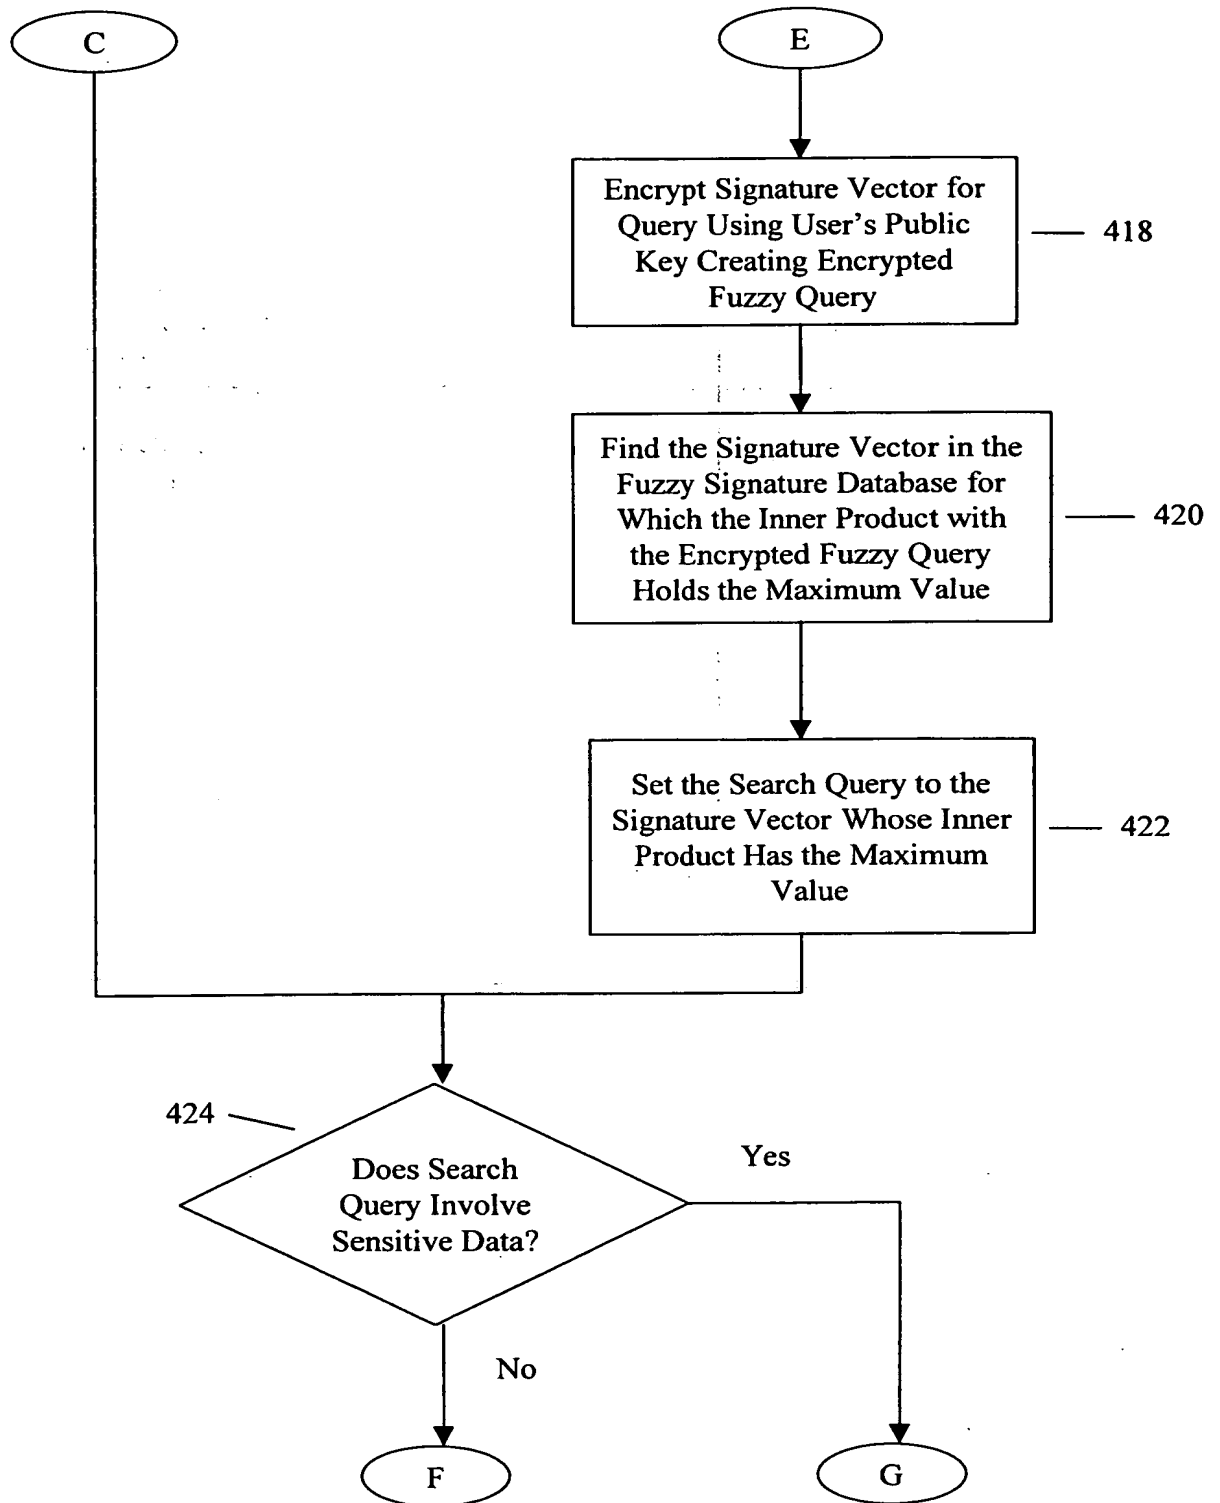 C
E
Encrypt Signature Vector for
Query Using User's Public
Key Creating Encrypted
Fuzzy Query
418
Find the Signature Vector in the
Fuzzy Signature Database for
Which the Inner Product with
the Encrypted Fuzzy Query
Holds the Maximum Value
420
Set the Search Query to the
Signature Vector Whose Inner
Product Has the Maximum
Value
422
424
Does Search
Query Involve
Sensitive Data?
Yes
No
F
G